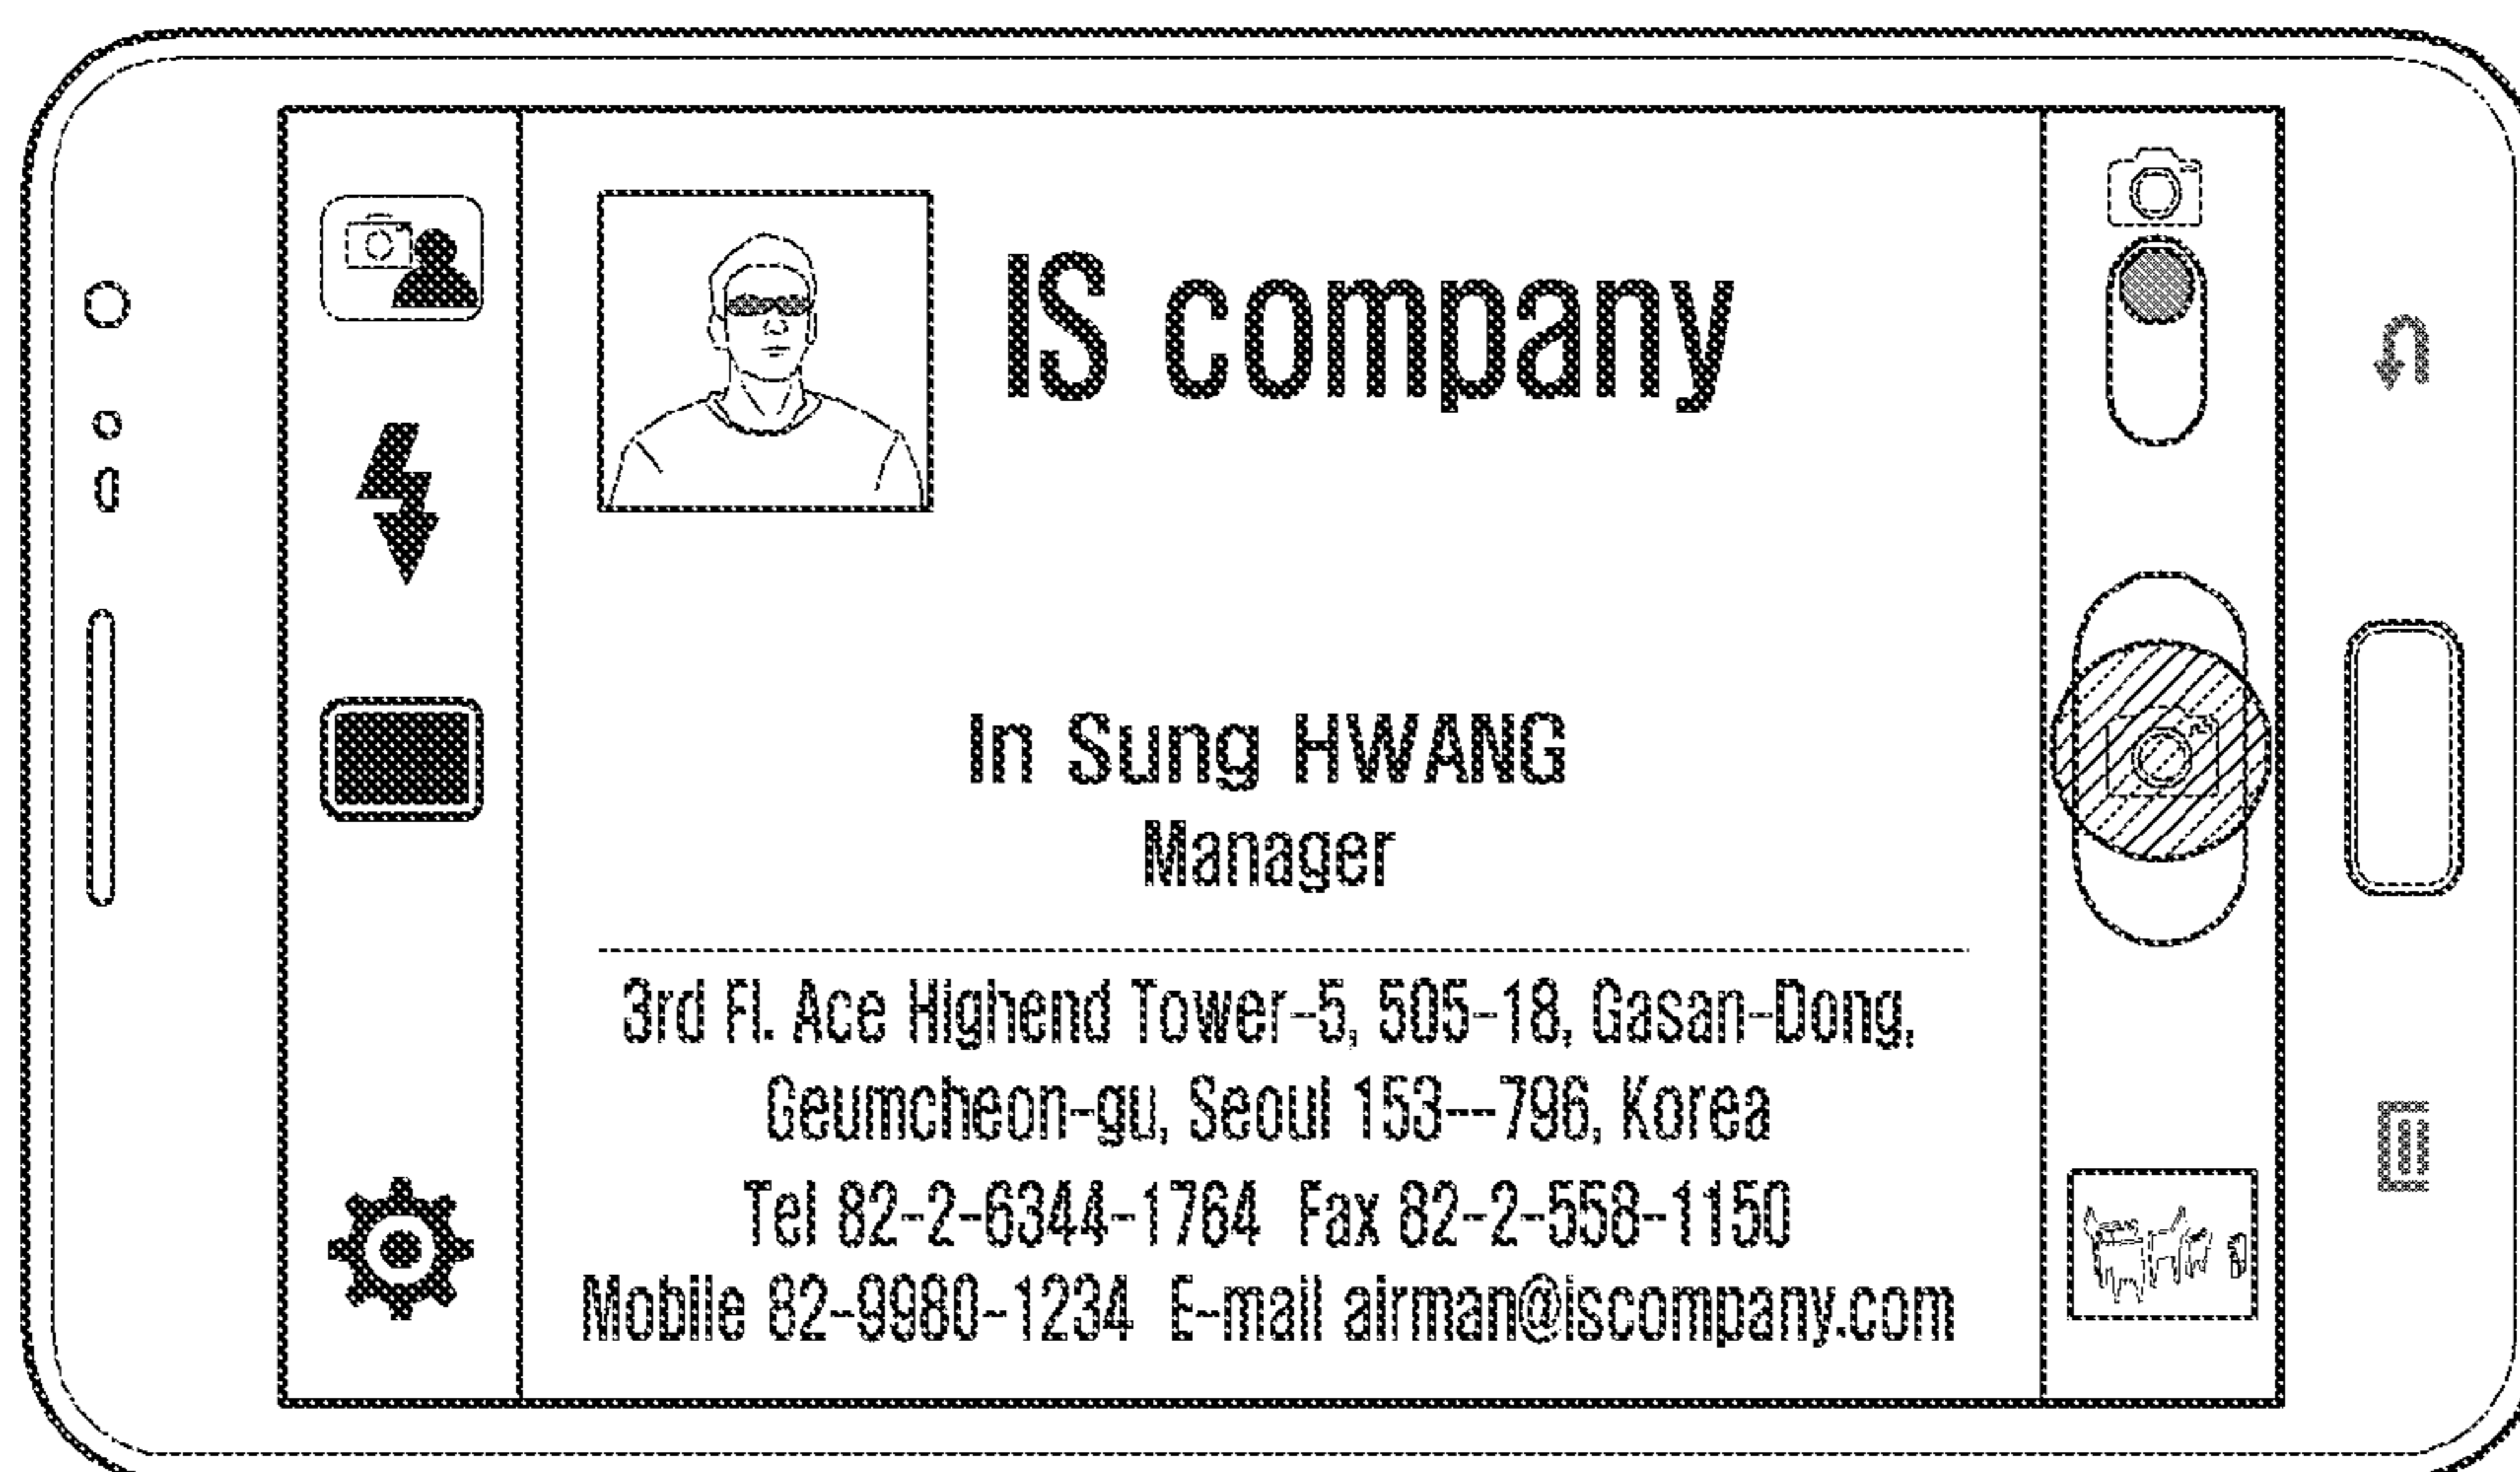 IS company
In Sung HWANG
Manager
3rd Fl. Ace Highend Tower-5, 505-18, Gasan-Dong,
Geumcheon-gu, Seoul 153---796, Korea
Tel 82-2-6344-1764 Fax 82-2-558-1150
Mobile 82-9980-1234 E-mail airman@iscompany.com